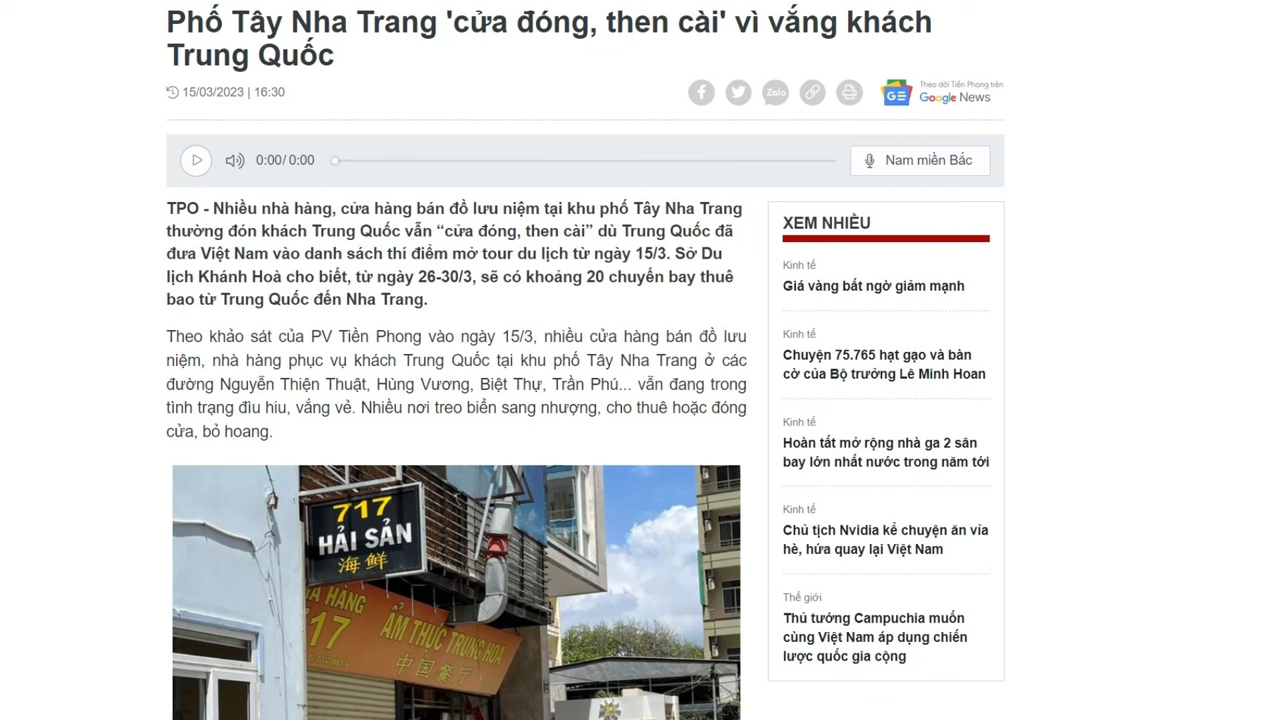 Phố Tây Nha Trang 'cửa đóng, then cài' vì vắng khách
Trung Quốc
15/03/2023 | 16:30
Zalo
Theo dõi Tiền Phong trên
GE
Google News
0:00/ 0:00
Nam miền Bắc
TPO - Nhiều nhà hàng, cửa hàng bán đồ lưu niệm tại khu phố Tây Nha Trang
thường đón khách Trung Quốc vẫn “cửa đóng, then cài” dù Trung Quốc đã
đưa Việt Nam vào danh sách thí điểm mở tour du lịch từ ngày 15/3. Sở Du
lịch Khánh Hoà cho biết, từ ngày 26-30/3, sẽ có khoảng 20 chuyến bay thuê
bao từ Trung Quốc đến Nha Trang.
Theo khảo sát của PV Tiền Phong vào ngày 15/3, nhiều cửa hàng bán đồ lưu
niệm, nhà hàng phục vụ khách Trung Quốc tại khu phố Tây Nha Trang ở các
đường Nguyễn Thiện Thuật, Hùng Vương, Biệt Thự, Trần Phú... vẫn đang trong
tình trạng đìu hiu, vắng vẻ. Nhiều nơi treo biển sang nhượng, cho thuê hoặc đóng
cửa, bỏ hoang.
717
HẢI SẢN
海鲜
HÀNG
17
ẨM THỰC TRUNG HOA
中国餐厅
XEM NHIỀU
Kinh tế
Giá vàng bất ngờ giảm mạnh
Kinh tế
Chuyện 75.765 hạt gạo và bàn
cờ của Bộ trưởng Lê Minh Hoan
Kinh tế
Hoàn tất mở rộng nhà ga 2 sân
bay lớn nhất nước trong năm tới
Kinh tế
Chủ tịch Nvidia kể chuyện ăn vỉa
hè, hứa quay lại Việt Nam
Thế giới
Thủ tướng Campuchia muốn
cùng Việt Nam áp dụng chiến
lược quốc gia cộng